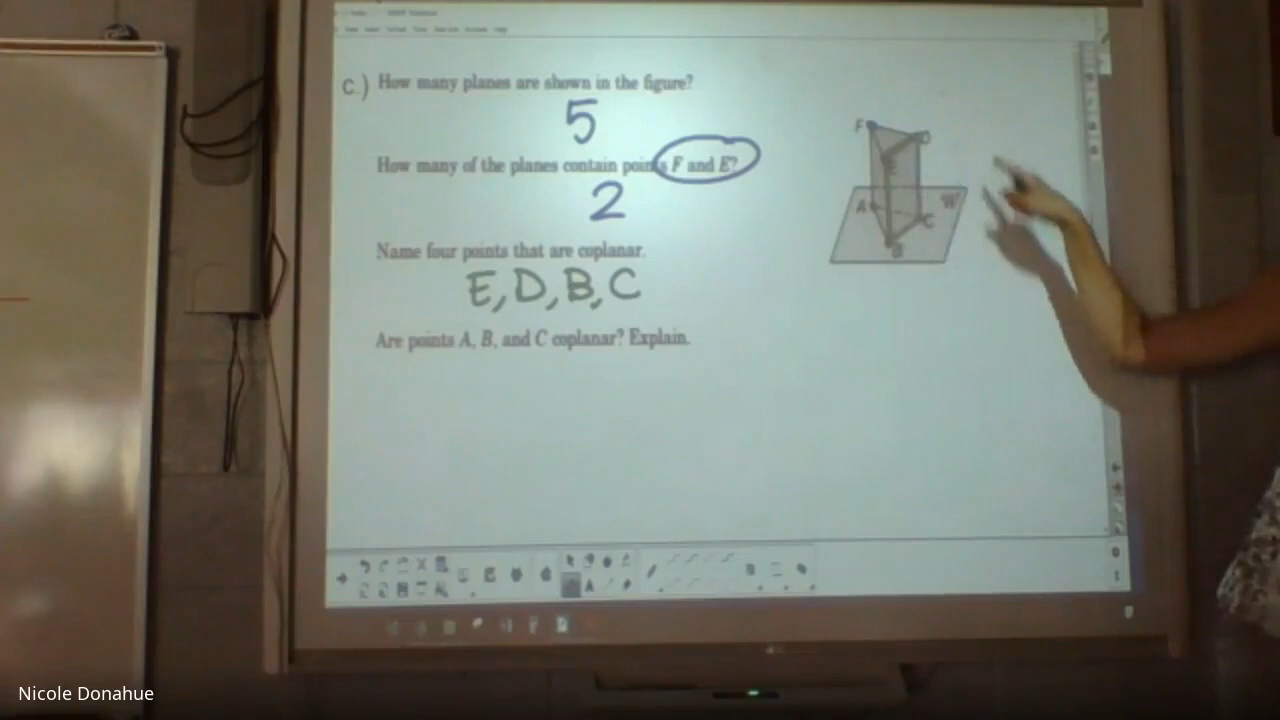 C.) How many planes are shown in the figure?
5
How many of the planes contain points F and E?
2
Name four points that are coplanar.
E, D, B, C
Are points A, B, and C coplanar? Explain.
F
D
E
A
W
C
B
Nicole Donahue